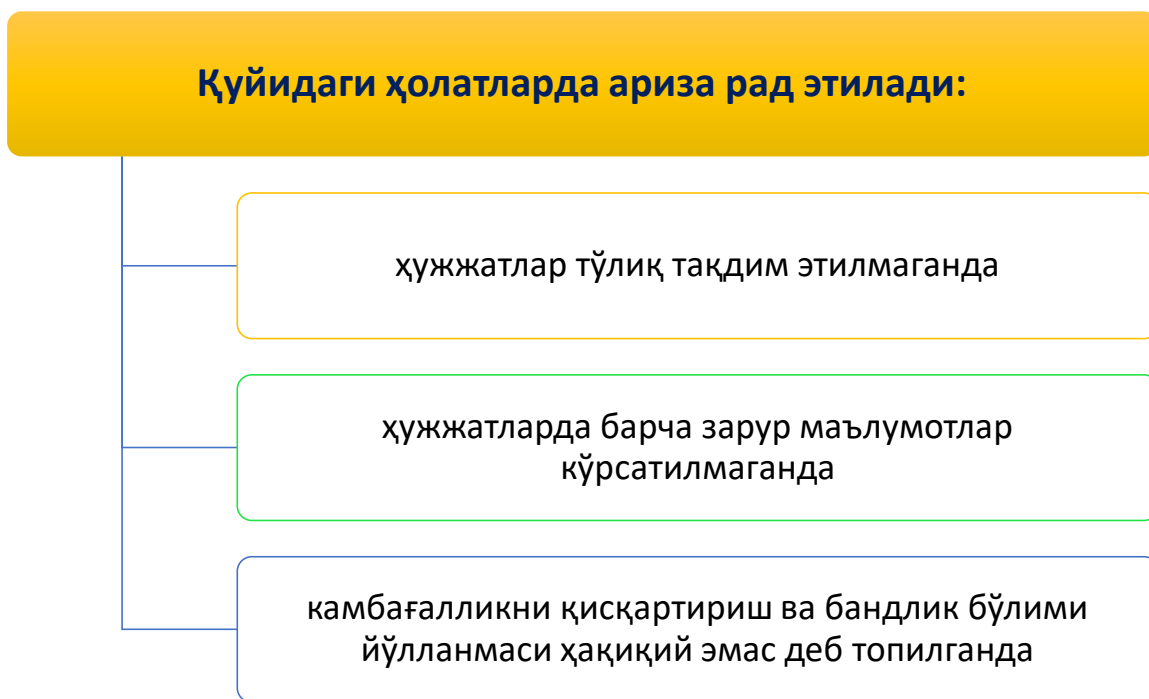 Қуйидаги ҳолатларда ариза рад этилади:
ҳужжатлар тўлиқ тақдим этилмаганда
ҳужжатларда барча зарур маълумотлар
кўрсатилмаганда
камбағалликни қисқартириш ва бандлик бўлими
йўлланмаси ҳақиқий эмас деб топилганда